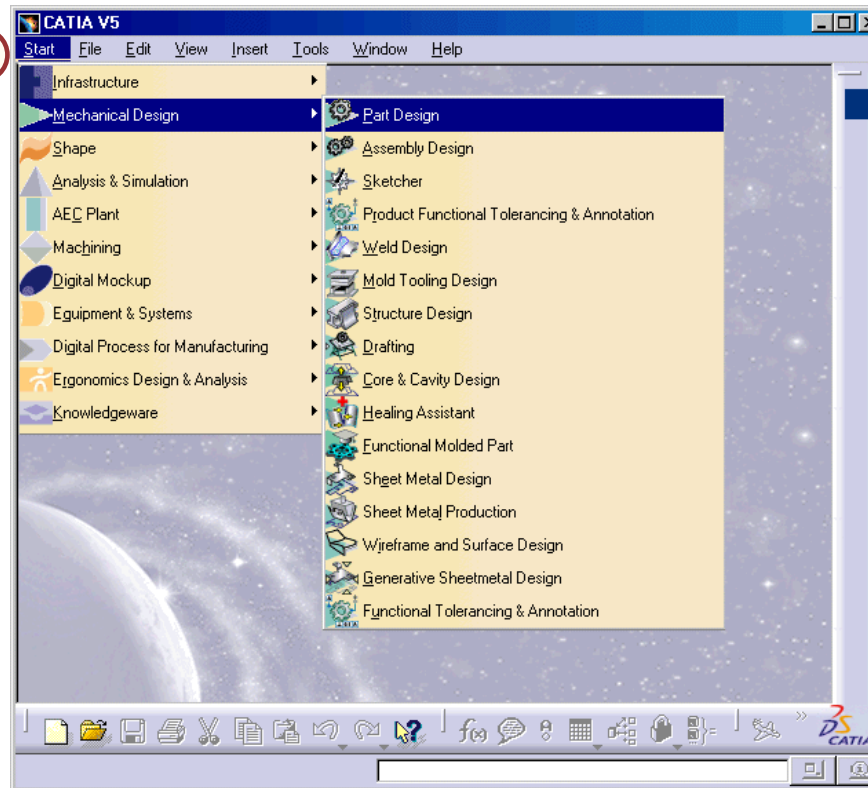 CATIA V5
Start File Edit View Insert Tools Window Help
Infrastructure
Mechanical Design
Shape
Analysis & Simulation
AEC Plant
Machining
Digital Mockup
Equipment & Systems
Digital Process for Manufacturing
Ergonomics Design & Analysis
Knowledgeware
Part Design
Assembly Design
Sketcher
Product Functional Tolerancing & Annotation
Weld Design
Mold Tooling Design
Structure Design
Drafting
Core & Cavity Design
Healing Assistant
Functional Molded Part
Sheet Metal Design
Sheet Metal Production
Wireframe and Surface Design
Generative Sheetmetal Design
Functional Tolerancing & Annotation
f(x)
DS
CATIA